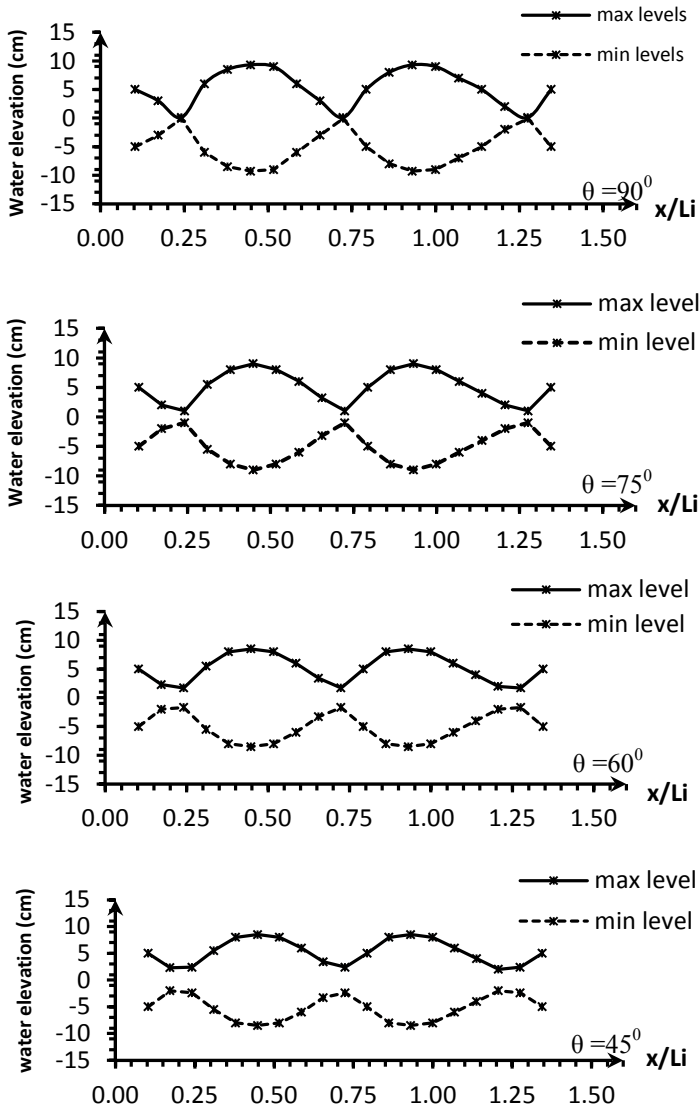 max levels
min levels
Water elevation (cm)
15
10
5
0
-5
-10
-15
θ =90⁰
x/Li
0.00 0.25 0.50 0.75 1.00 1.25 1.50
max level
min level
Water elevation (cm)
15
10
5
0
-5
-10
-15
θ =75⁰
x/Li
0.00 0.25 0.50 0.75 1.00 1.25 1.50
max level
min level
water elevation (cm)
15
10
5
0
-5
-10
-15
θ =60⁰
x/Li
0.00 0.25 0.50 0.75 1.00 1.25 1.50
max level
min level
water elevation (cm)
15
10
5
0
-5
-10
-15
θ =45⁰
x/Li
0.00 0.25 0.50 0.75 1.00 1.25 1.50